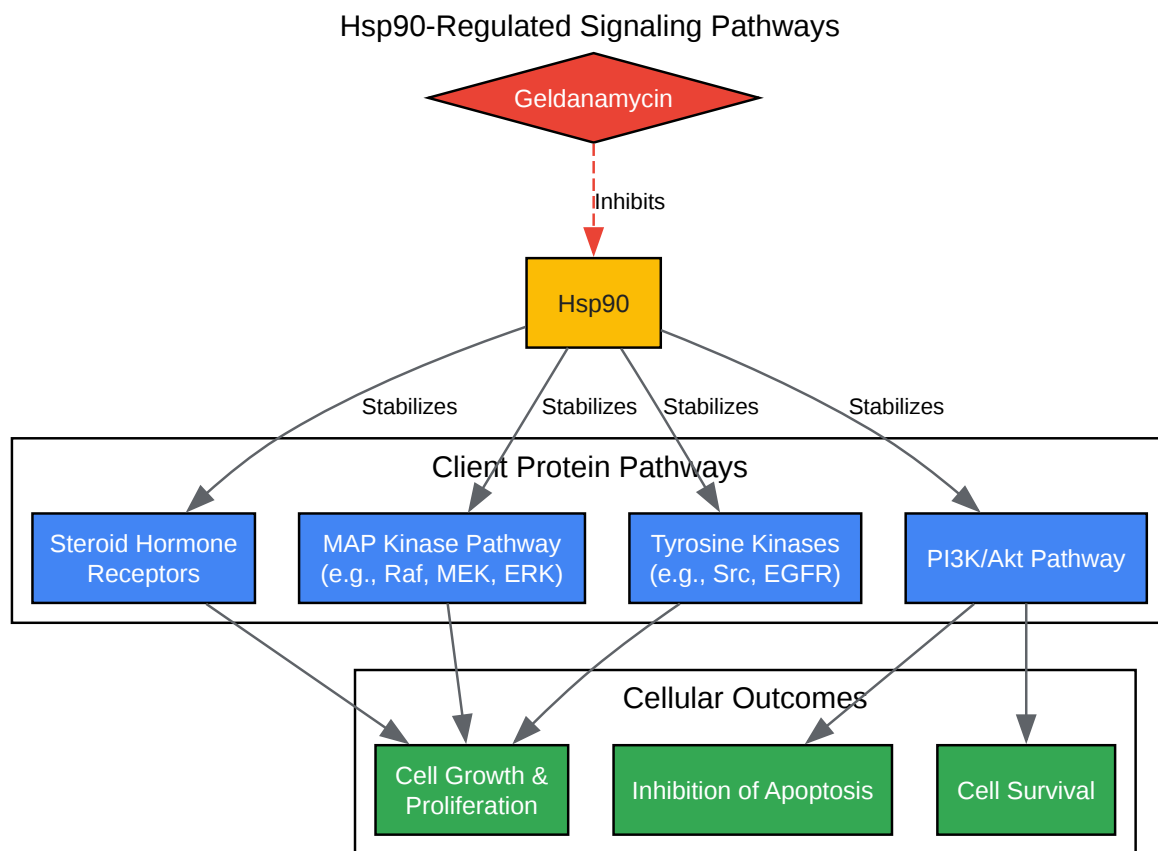 Hsp90-Regulated Signaling Pathways
Geldanamycin
Inhibits
Hsp90
Stabilizes
Stabilizes
Stabilizes
Stabilizes
Client Protein Pathways
Steroid Hormone
Receptors
MAP Kinase Pathway
(e.g., Raf, MEK, ERK)
Tyrosine Kinases
(e.g., Src, EGFR)
PI3K/Akt Pathway
Cellular Outcomes
Cell Growth &
Proliferation
Inhibition of Apoptosis
Cell Survival